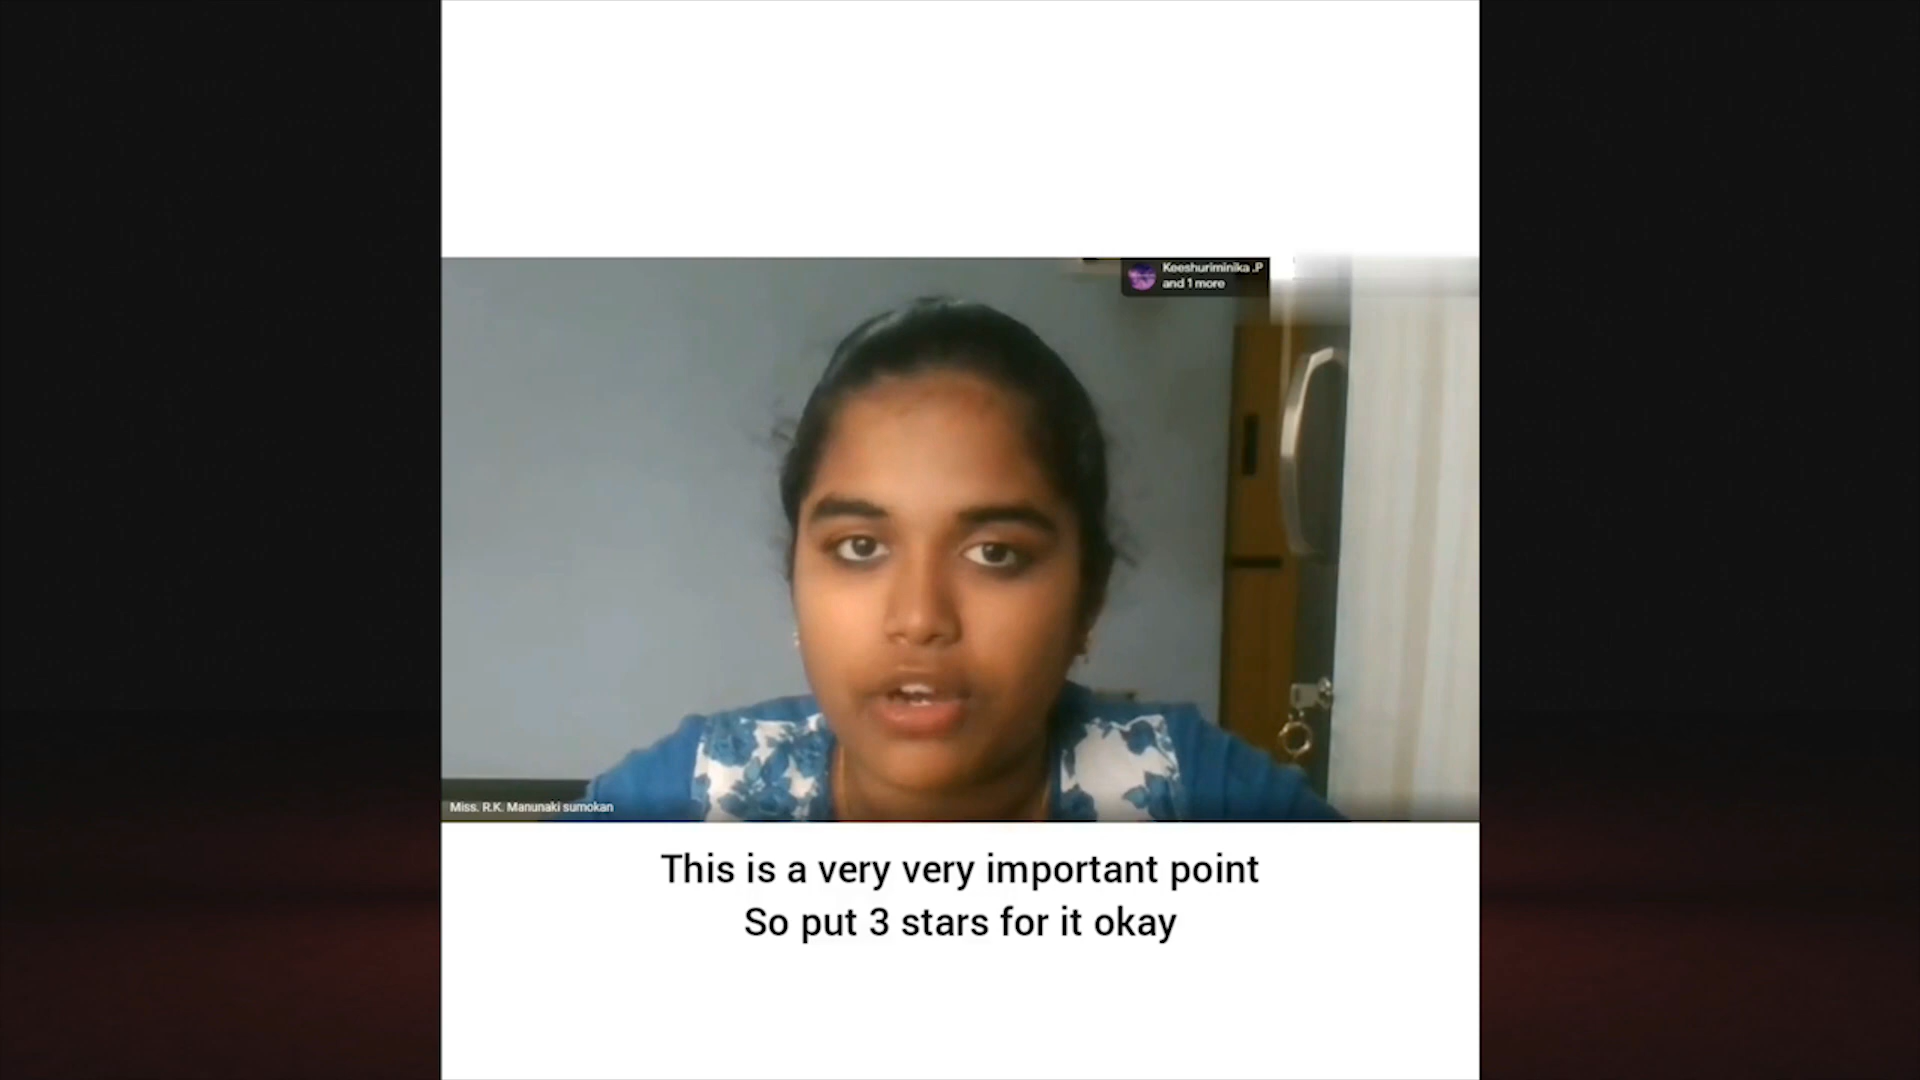 Keeshuriminika .P
and 1 more
Miss. R.K. Manunaki sumokan
This is a very very important point
So put 3 stars for it okay